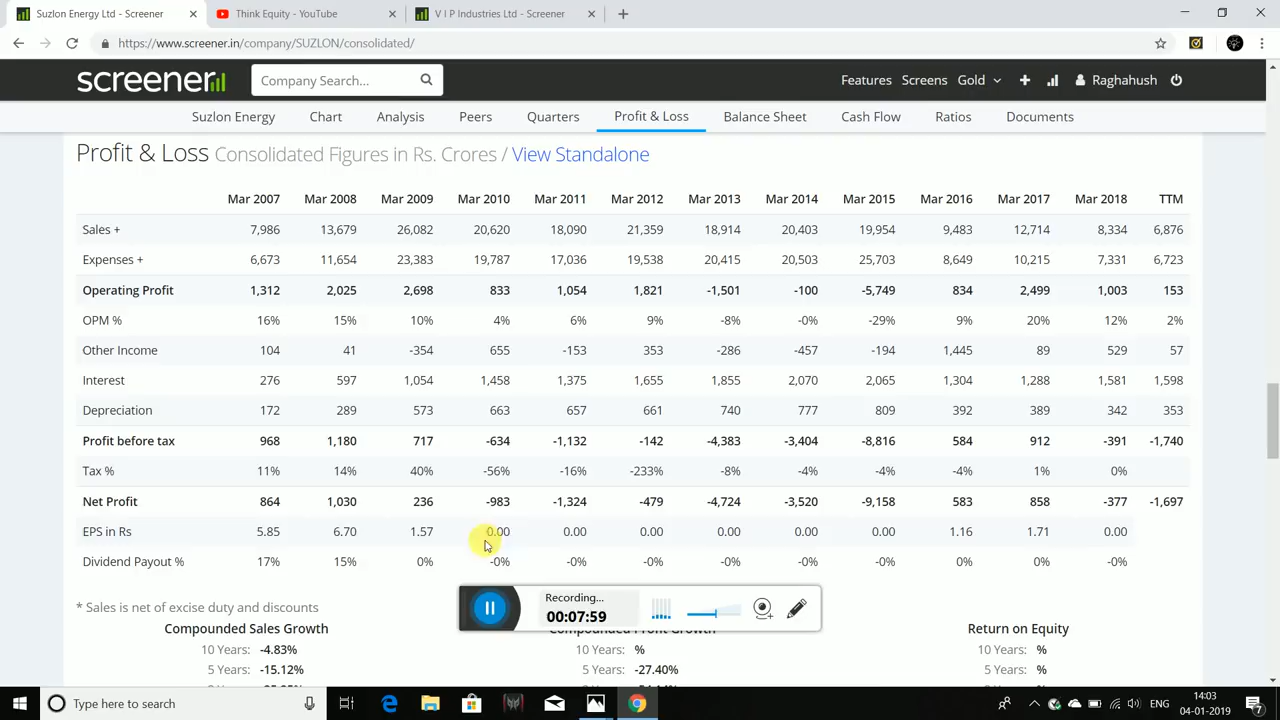 Suzlon Energy Ltd - Screener
Think Equity - YouTube
V I P Industries Ltd - Screener
https://www.screener.in/company/SUZLON/consolidated/
screener
Company Search...
Features Screens Gold Raghahush
Suzlon Energy Chart Analysis Peers Quarters Profit & Loss Balance Sheet Cash Flow Ratios Documents
Profit & Loss Consolidated Figures in Rs. Crores / View Standalone
Mar 2007 Mar 2008 Mar 2009 Mar 2010 Mar 2011 Mar 2012 Mar 2013 Mar 2014 Mar 2015 Mar 2016 Mar 2017 Mar 2018 TTM
Sales + 7,986 13,679 26,082 20,620 18,090 21,359 18,914 20,403 19,954 9,483 12,714 8,334 6,876
Expenses + 6,673 11,654 23,383 19,787 17,036 19,538 20,415 20,503 25,703 8,649 10,215 7,331 6,723
Operating Profit 1,312 2,025 2,698 833 1,054 1,821 -1,501 -100 -5,749 834 2,499 1,003 153
OPM % 16% 15% 10% 4% 6% 9% -8% -0% -29% 9% 20% 12% 2%
Other Income 104 41 -354 655 -153 353 -286 -457 -194 1,445 89 529 57
Interest 276 597 1,054 1,458 1,375 1,655 1,855 2,070 2,065 1,304 1,288 1,581 1,598
Depreciation 172 289 573 663 657 661 740 777 809 392 389 342 353
Profit before tax 968 1,180 717 -634 -1,132 -142 -4,383 -3,404 -8,816 584 912 -391 -1,740
Tax % 11% 14% 40% -56% -16% -233% -8% -4% -4% -4% 1% 0%
Net Profit 864 1,030 236 -983 -1,324 -479 -4,724 -3,520 -9,158 583 858 -377 -1,697
EPS in Rs 5.85 6.70 1.57 0.00 0.00 0.00 0.00 0.00 0.00 1.16 1.71 0.00
Dividend Payout % 17% 15% 0% -0% -0% -0% -0% -0% -0% 0% 0% -0%
Recording...
00:07:59
* Sales is net of excise duty and discounts
Compounded Sales Growth Compounded Profit Growth Return on Equity
10 Years: -4.83% 10 Years: % 10 Years: %
5 Years: -15.12% 5 Years: -27.40% 5 Years: %
Type here to search
ENG
14:03
04-01-2019
7